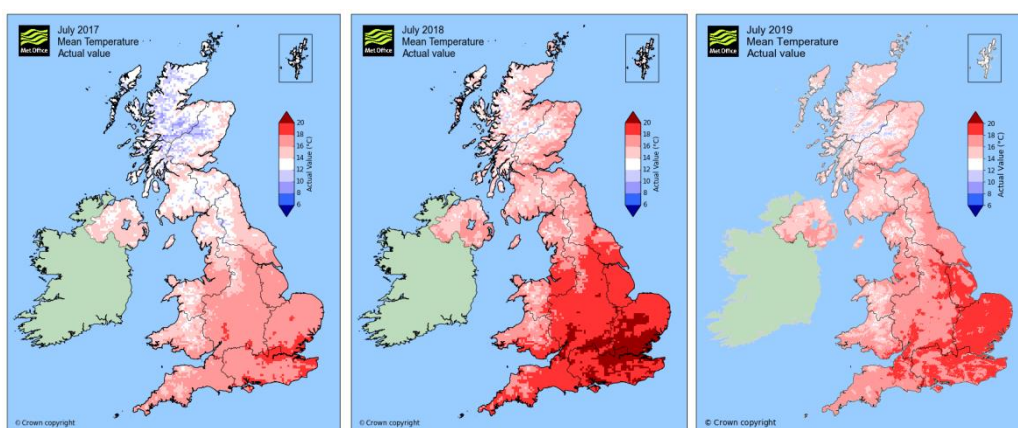 Met Office
July 2017
Mean Temperature
Actual value
20
18
16
14
12
10
8
6
Actual Value (°C)
© Crown copyright
Met Office
July 2018
Mean Temperature
Actual value
20
18
16
14
12
10
8
6
Actual Value (°C)
© Crown copyright
Met Office
July 2019
Mean Temperature
Actual value
20
18
16
14
12
10
8
6
Actual Value (°C)
© Crown copyright